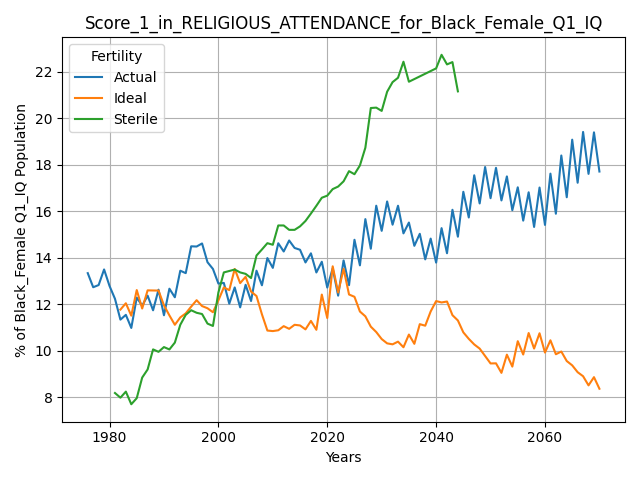 Score_1_in_RELIGIOUS_ATTENDANCE_for_Black_Female_Q1_IQ
Fertility
Actual
Ideal
Sterile
% of Black_Female Q1_IQ Population
22
20
18
16
14
12
10
8
1980 2000 2020 2040 2060
Years